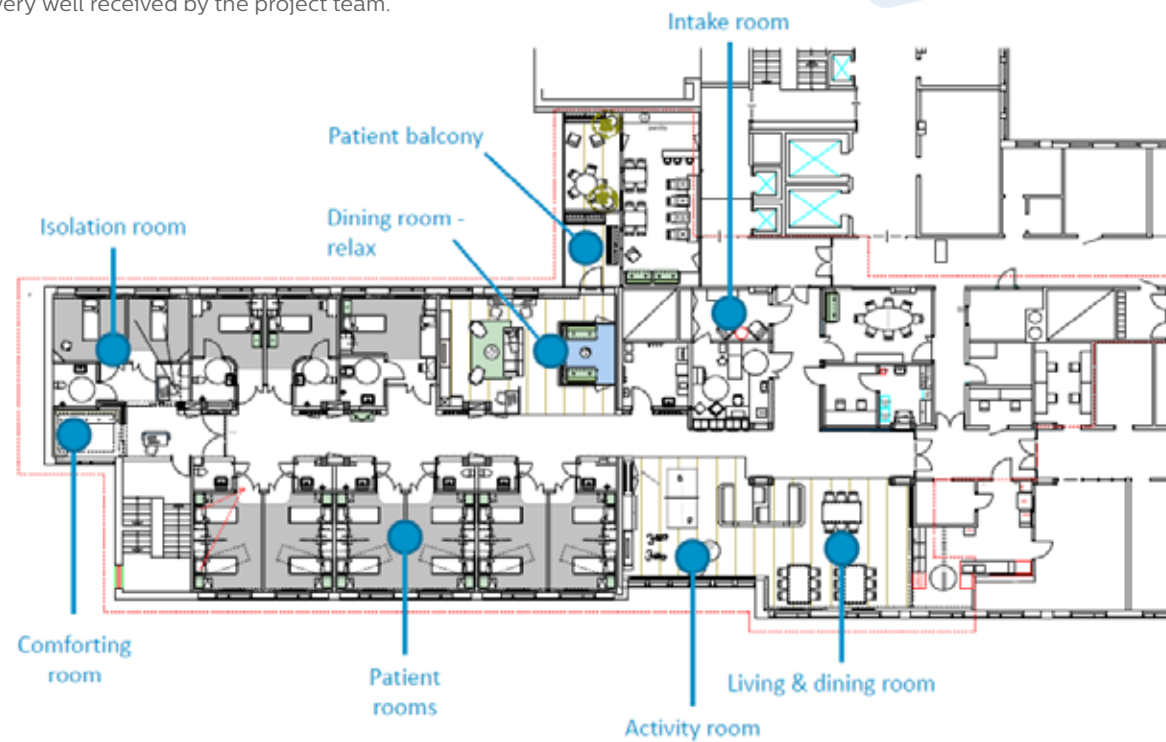 very well received by the project team.
Intake room
Patient balcony
Dining room -
relax
Isolation room
Comforting
room
Patient
rooms
Living & dining room
Activity room